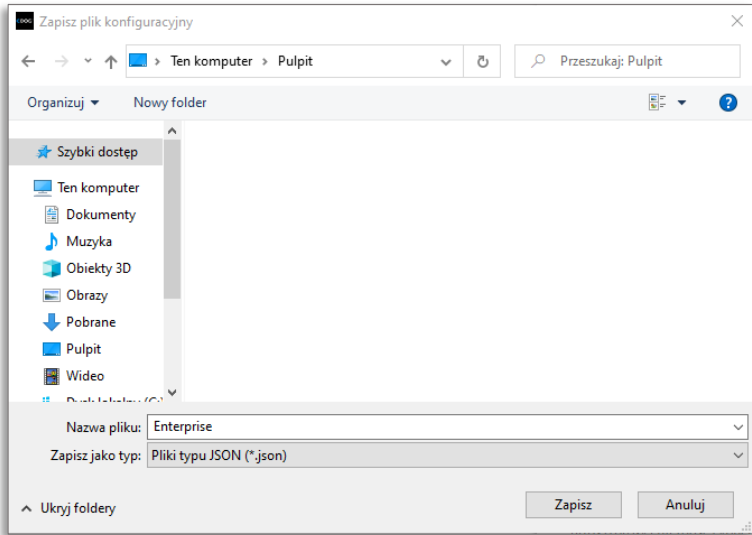 Zapisz plik konfiguracyjny
Ten komputer > Pulpit
Przeszukaj: Pulpit
Organizuj
Nowy folder
Szybki dostęp
Ten komputer
Dokumenty
Muzyka
Obiekty 3D
Obrazy
Pobrane
Pulpit
Wideo
Nazwa pliku: Enterprise
Zapisz jako typ: Pliki typu JSON (*.json)
Ukryj foldery
Zapisz
Anuluj